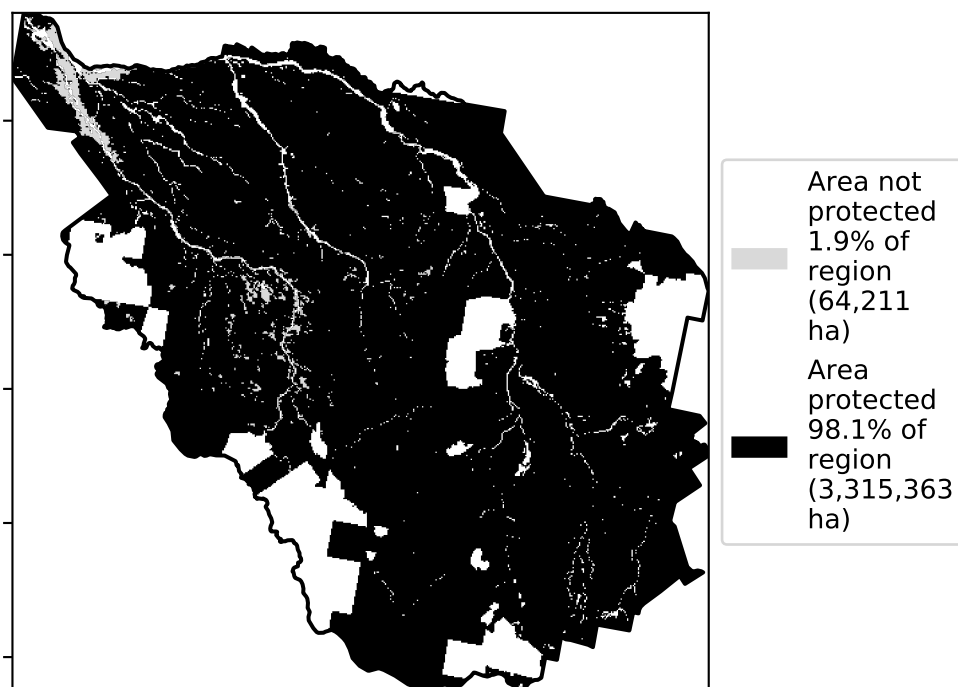 Area not
protected
1.9% of
region
(64,211
ha)
Area
protected
98.1% of
region
(3,315,363
ha)